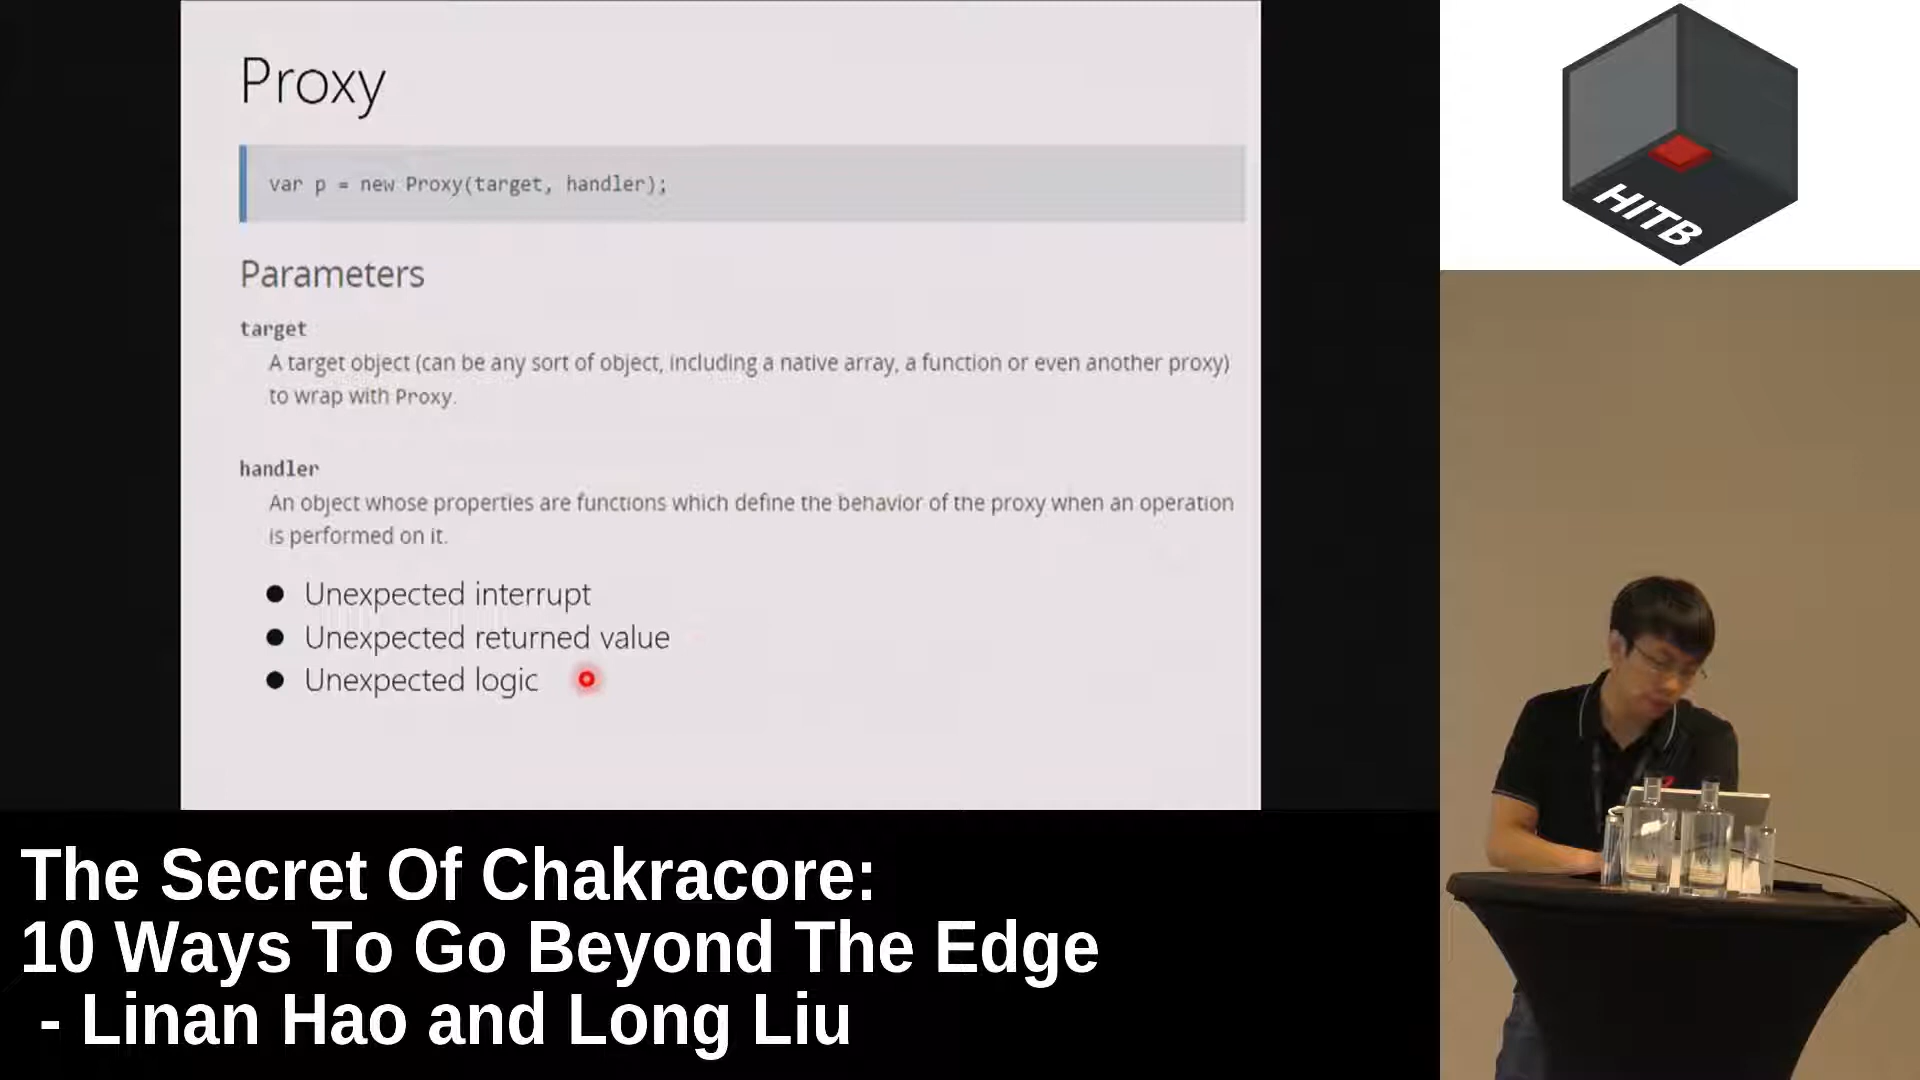 Proxy
var p = new Proxy(target, handler);
Parameters
target
A target object (can be any sort of object, including a native array, a function or even another proxy)
to wrap with Proxy.
handler
An object whose properties are functions which define the behavior of the proxy when an operation
is performed on it.
● Unexpected interrupt
● Unexpected returned value
● Unexpected logic
HITB
The Secret Of Chakracore:
10 Ways To Go Beyond The Edge
- Linan Hao and Long Liu